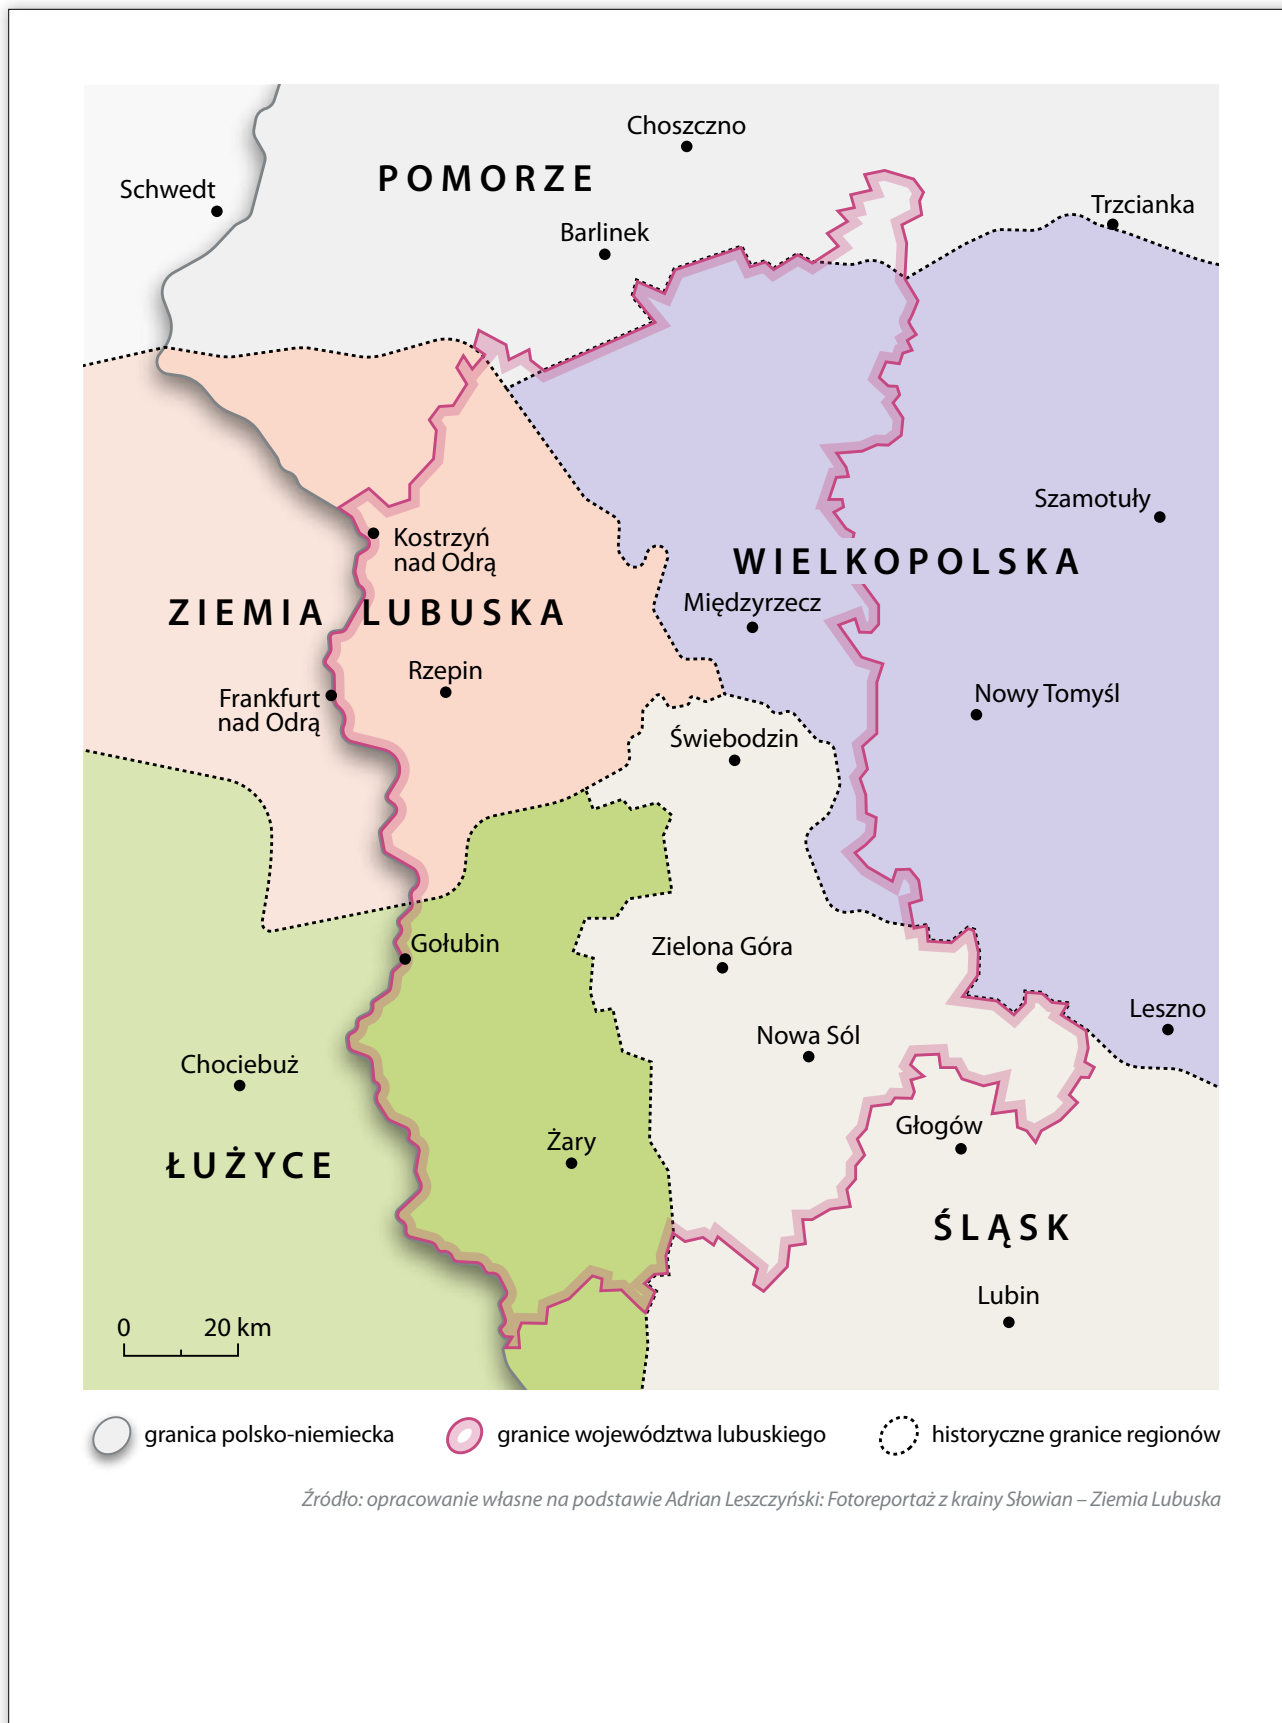 Choszczno
POMORZE
Schwedt
Trzcianka
Barlinek
Szamotuły
Kostrzyń
nad Odrą
WIELKOPOLSKA
Międzyrzecz
ZIEMIA LUBUSKA
Rzepin
Frankfurt
nad Odrą
Nowy Tomyśl
Świebodzin
Gołubin
Zielona Góra
Leszno
Nowa Sól
Chociebuż
Głogów
Żary
ŁUŻYCE
ŚLĄSK
Lubin
0 20 km
granica polsko-niemiecka
granice województwa lubuskiego
historyczne granice regionów
Źródło: opracowanie własne na podstawie Adrian Leszczyński: Fotoreportaż z krainy Słowian – Ziemia Lubuska